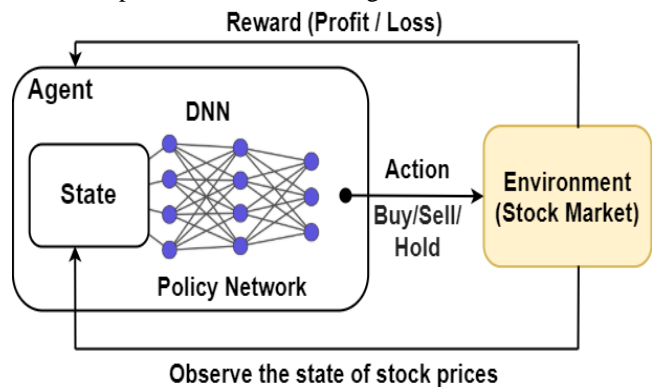 Reward (Profit / Loss)
Agent
DNN
State
Policy Network
Action
Buy/Sell/
Hold
Environment
(Stock Market)
Observe the state of stock prices